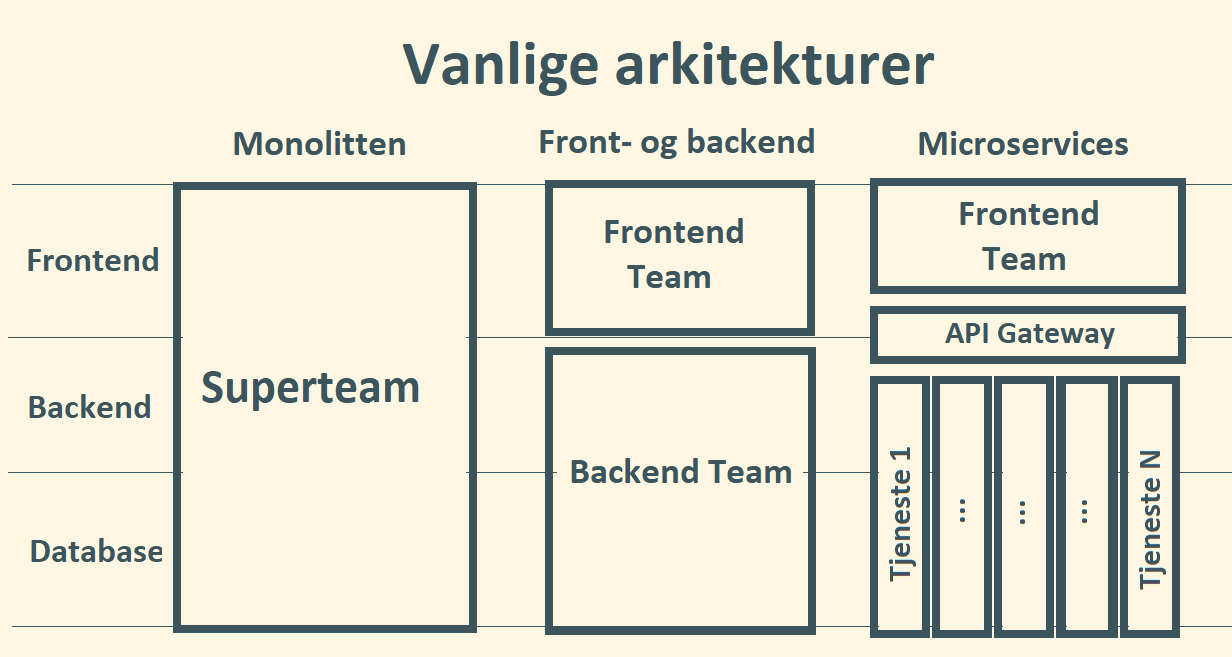 Vanlige arkitekturer
Monolitten
Front- og backend
Microservices
Frontend
Backend
Database
Superteam
Frontend
Team
Backend Team
Frontend
Team
API Gateway
Tjeneste 1
...
...
...
Tjeneste N